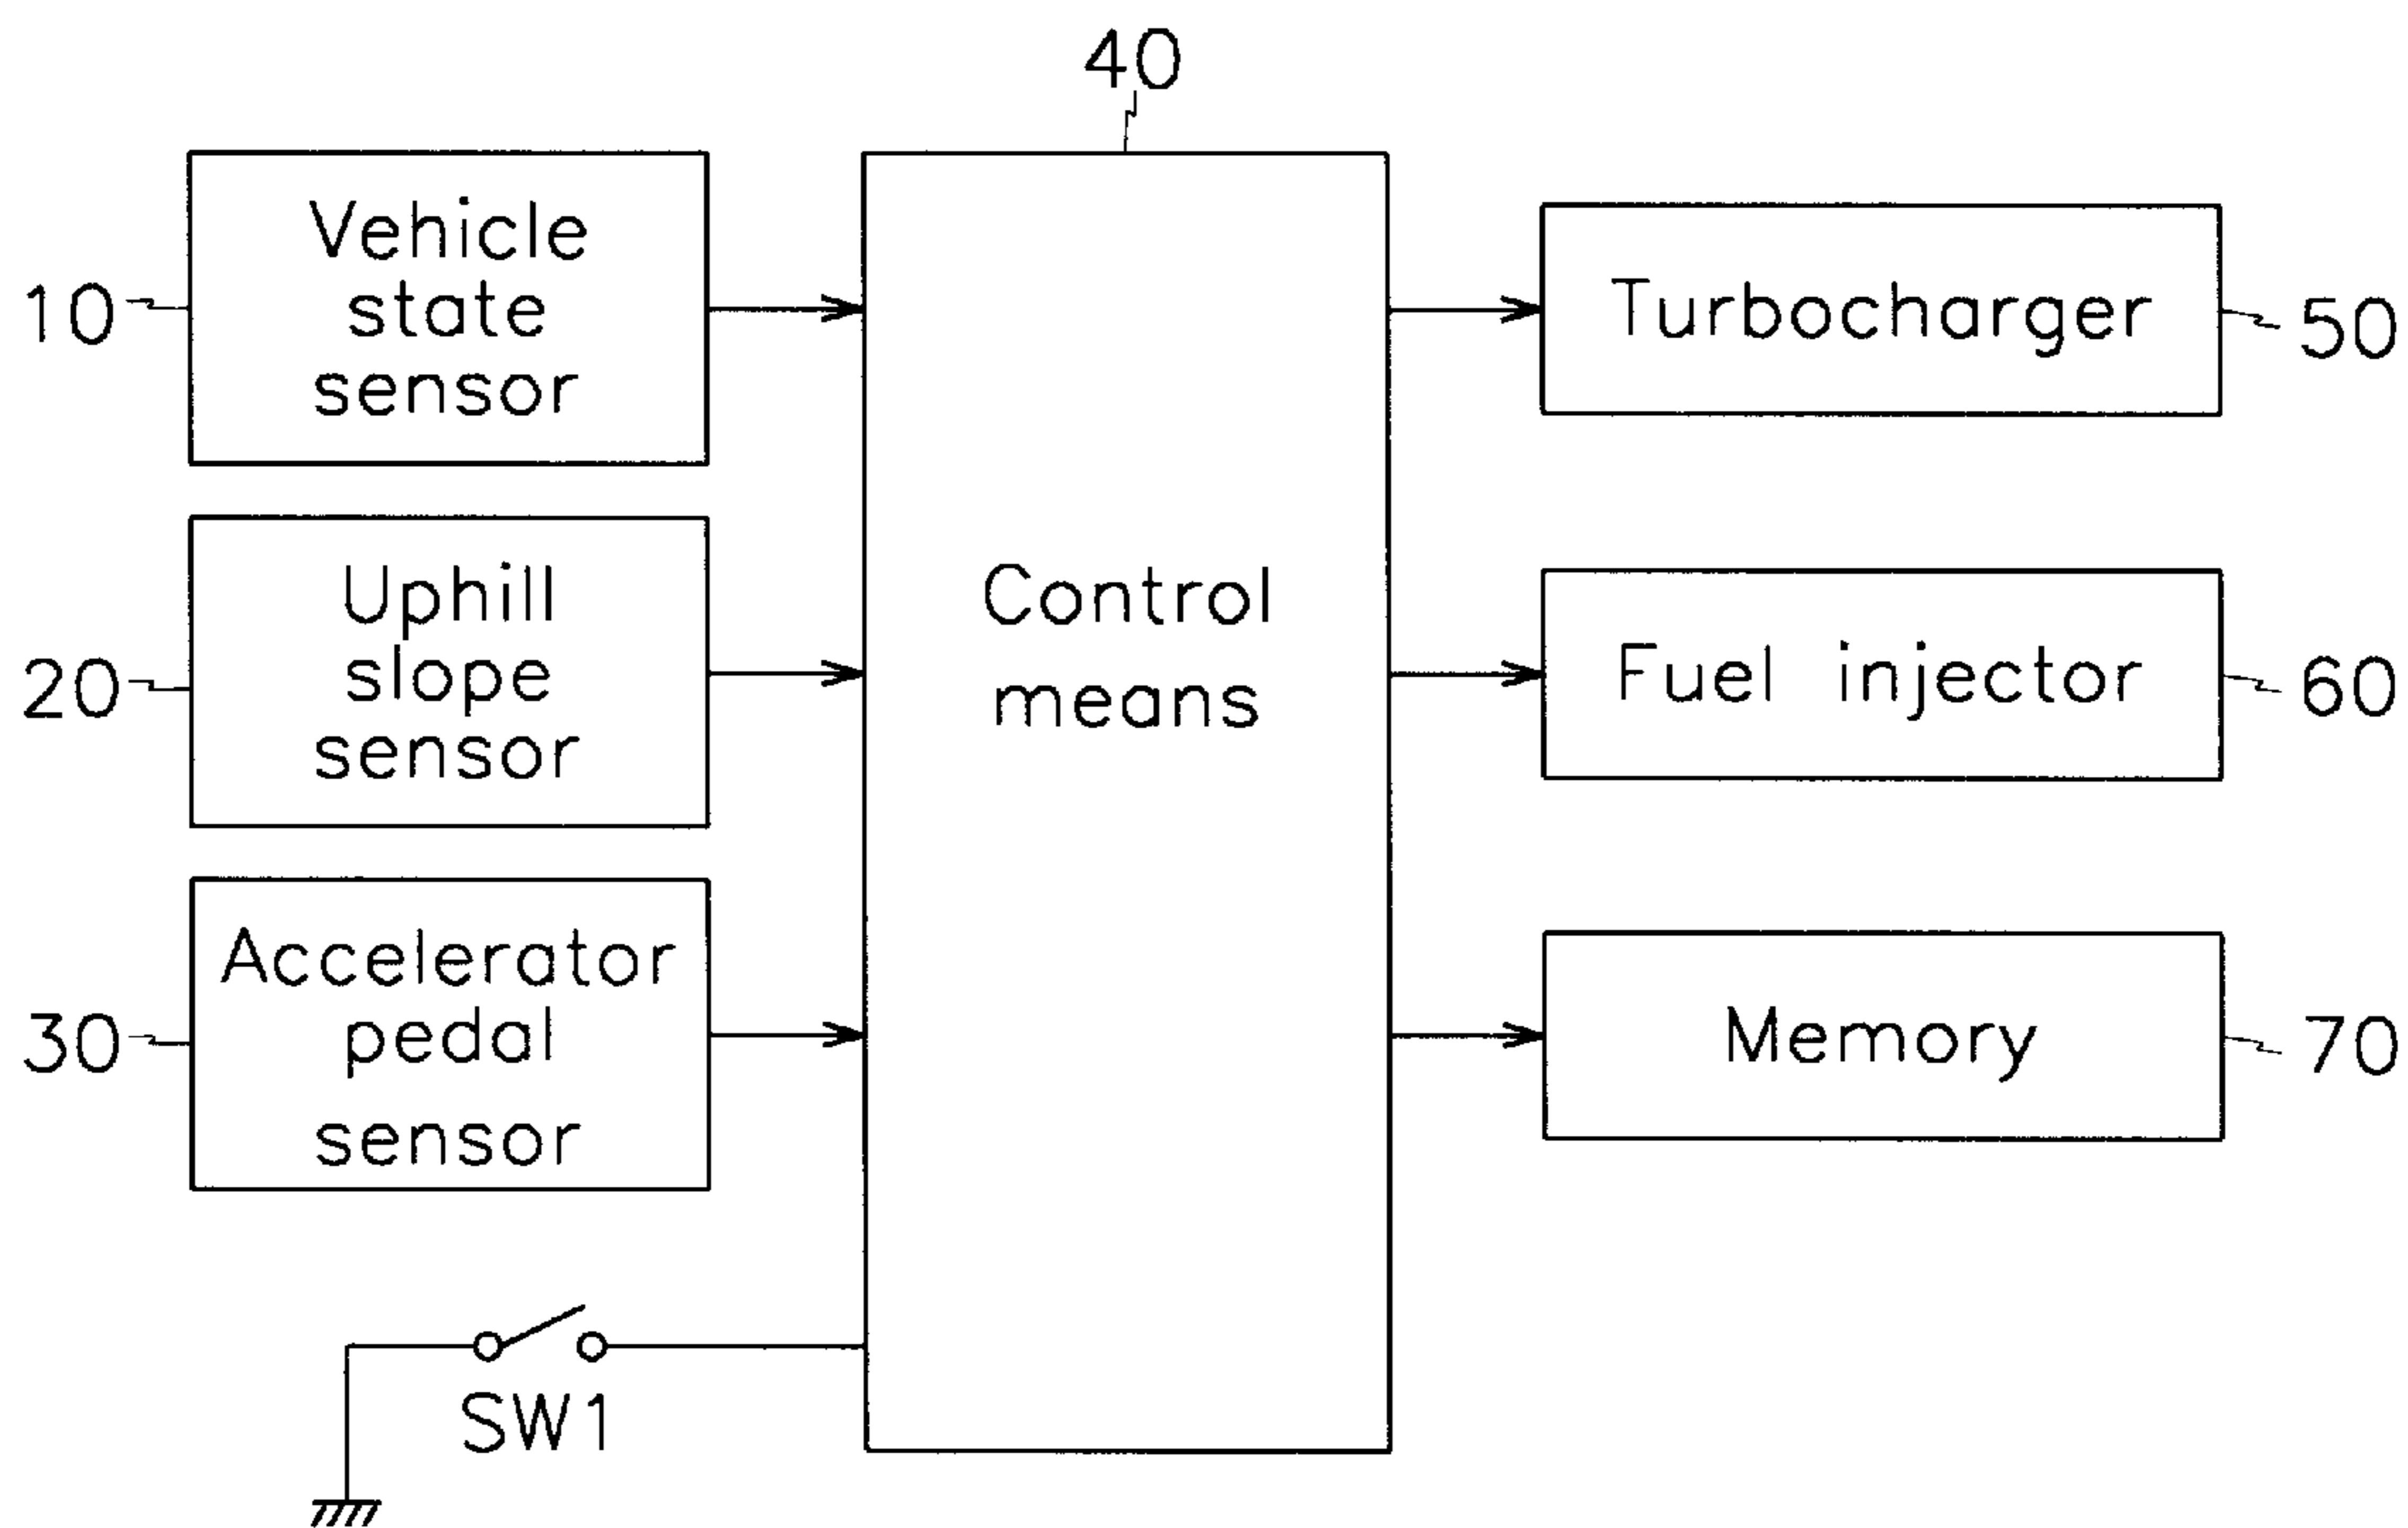 40
Vehicle
state
sensor
10
Uphill
slope
sensor
20
Accelerator
pedal
sensor
30
SW1
Control
means
Turbocharger
50
Fuel injector
60
Memory
70